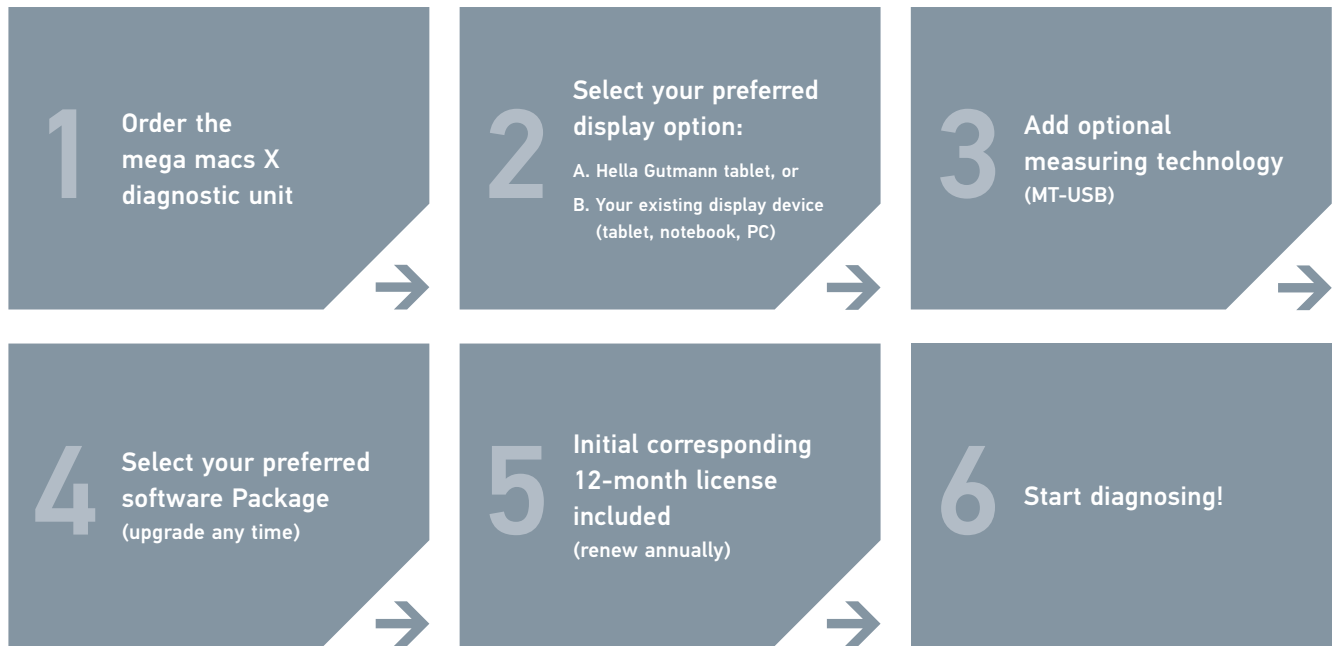 1
Order the
mega macs X
diagnostic unit
2
Select your preferred
display option:
A. Hella Gutmann tablet, or
B. Your existing display device
(tablet, notebook, PC)
3
Add optional
measuring technology
(MT-USB)
4
Select your preferred
software Package
(upgrade any time)
5
Initial corresponding
12-month license
included
(renew annually)
6
Start diagnosing!